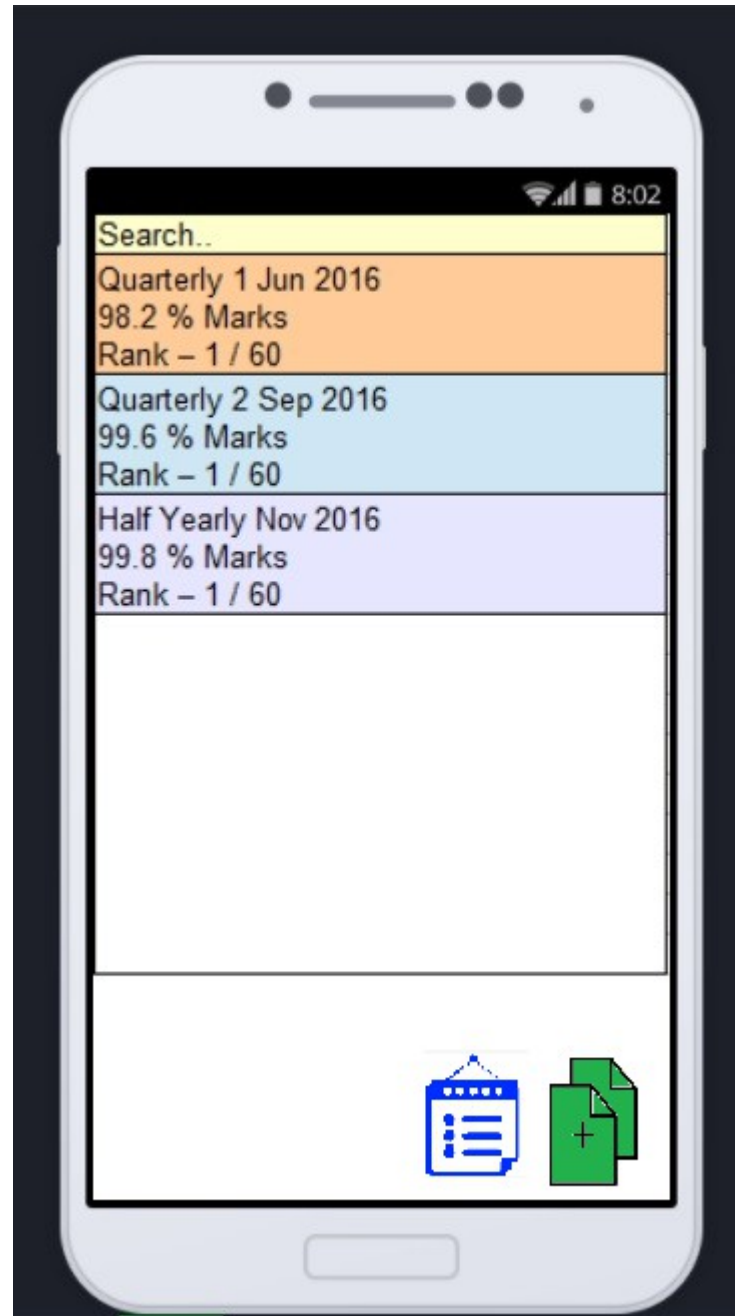 8:02
Search..
Quarterly 1 Jun 2016
98.2 % Marks
Rank – 1 / 60
Quarterly 2 Sep 2016
99.6 % Marks
Rank – 1 / 60
Half Yearly Nov 2016
99.8 % Marks
Rank – 1 / 60